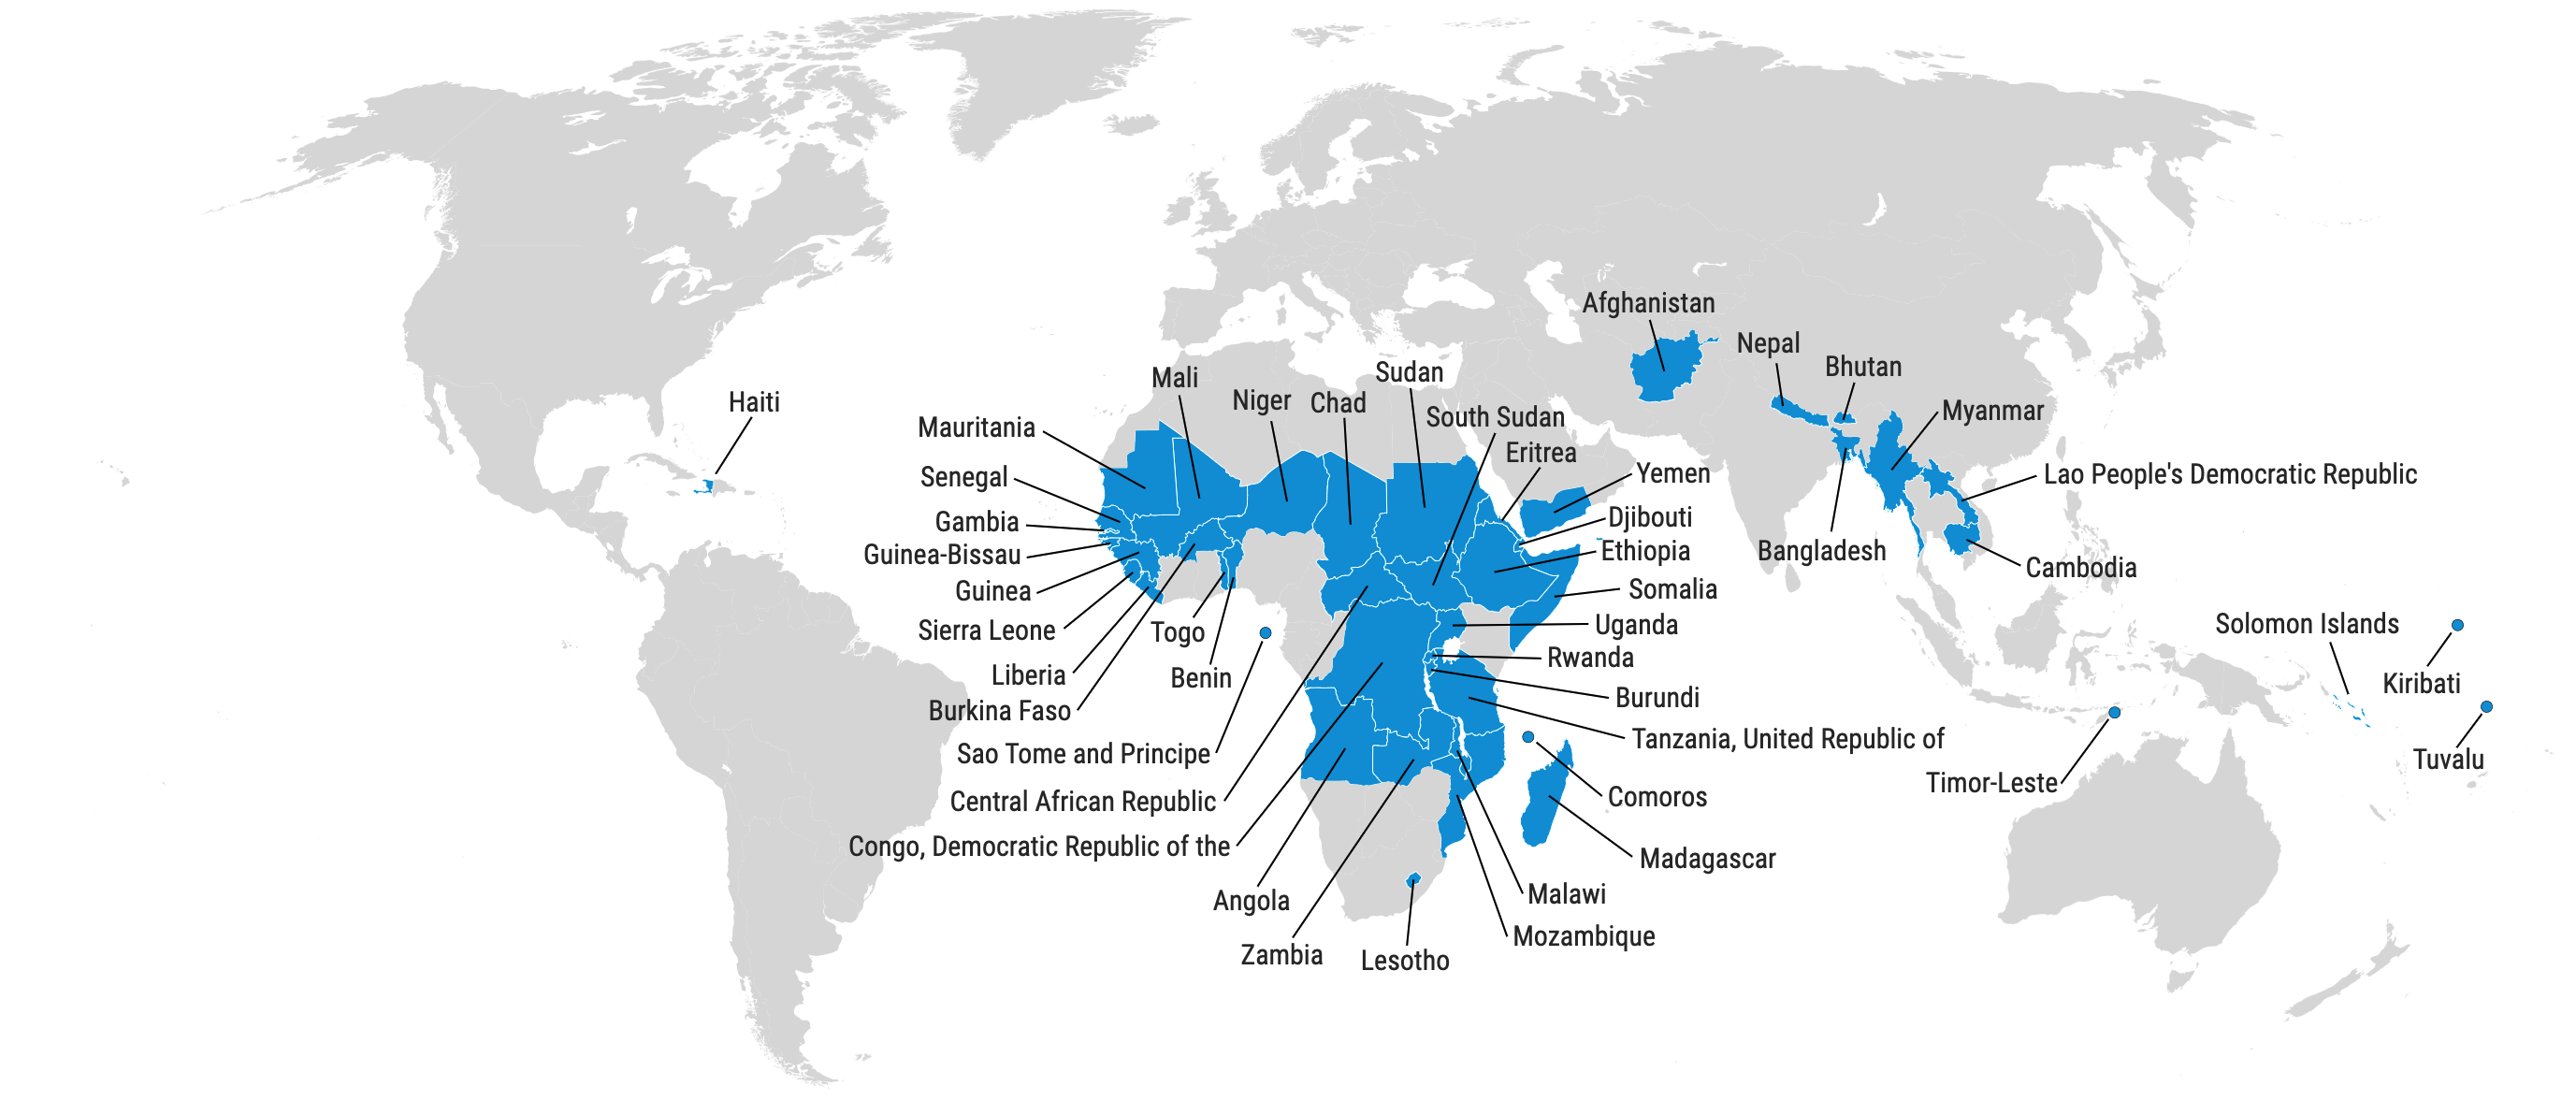 Afghanistan
Nepal
Bhutan
Sudan
Mali
Niger
Chad
Haiti
Myanmar
South Sudan
Mauritania
Eritrea
Yemen
Lao People's Democratic Republic
Senegal
Djibouti
Gambia
Ethiopia
Bangladesh
Guinea-Bissau
Cambodia
Somalia
Guinea
Solomon Islands
Uganda
Sierra Leone
Togo
Rwanda
Liberia
Benin
Kiribati
Burundi
Burkina Faso
Tanzania, United Republic of
Sao Tome and Principe
Tuvalu
Timor-Leste
Comoros
Central African Republic
Congo, Democratic Republic of the
Madagascar
Malawi
Angola
Mozambique
Zambia
Lesotho